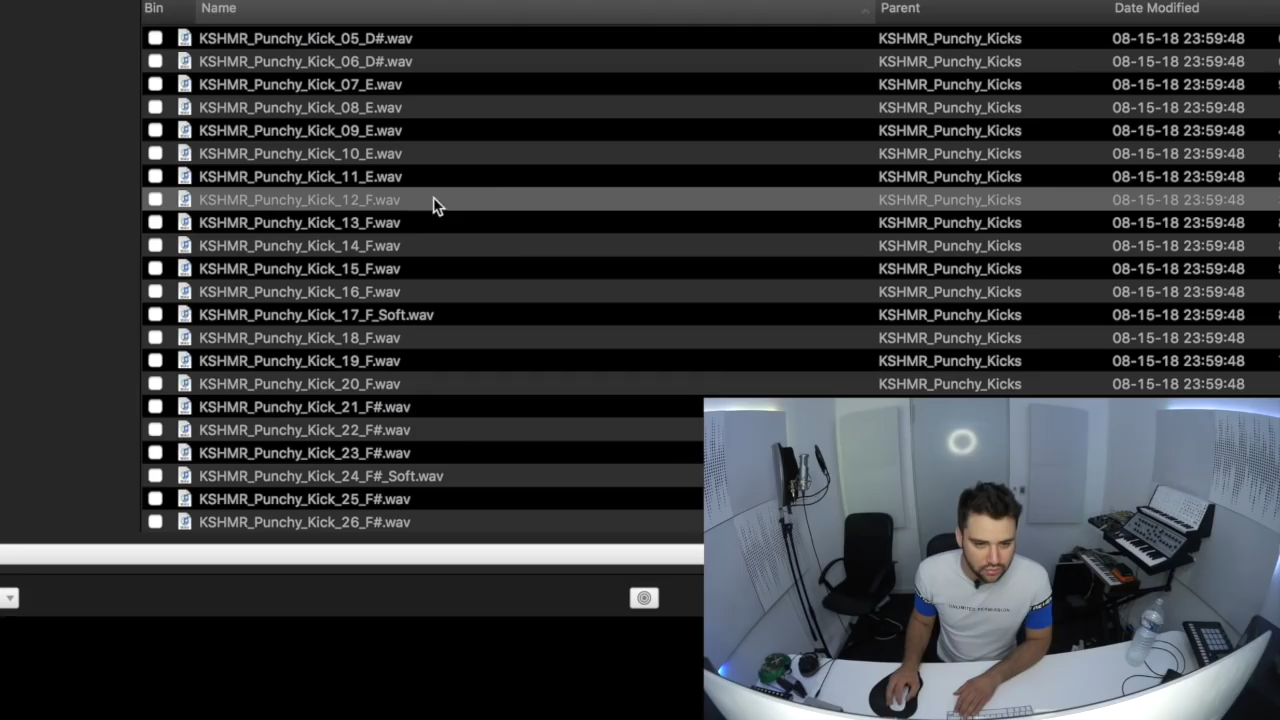 Bin Name Parent Date Modified
KSHMR_Punchy_Kick_05_D#.wav KSHMR_Punchy_Kicks 08-15-18 23:59:48
KSHMR_Punchy_Kick_06_D#.wav KSHMR_Punchy_Kicks 08-15-18 23:59:48
KSHMR_Punchy_Kick_07_E.wav KSHMR_Punchy_Kicks 08-15-18 23:59:48
KSHMR_Punchy_Kick_08_E.wav KSHMR_Punchy_Kicks 08-15-18 23:59:48
KSHMR_Punchy_Kick_09_E.wav KSHMR_Punchy_Kicks 08-15-18 23:59:48
KSHMR_Punchy_Kick_10_E.wav KSHMR_Punchy_Kicks 08-15-18 23:59:48
KSHMR_Punchy_Kick_11_E.wav KSHMR_Punchy_Kicks 08-15-18 23:59:48
KSHMR_Punchy_Kick_12_F.wav KSHMR_Punchy_Kicks 08-15-18 23:59:48
KSHMR_Punchy_Kick_13_F.wav KSHMR_Punchy_Kicks 08-15-18 23:59:48
KSHMR_Punchy_Kick_14_F.wav KSHMR_Punchy_Kicks 08-15-18 23:59:48
KSHMR_Punchy_Kick_15_F.wav KSHMR_Punchy_Kicks 08-15-18 23:59:48
KSHMR_Punchy_Kick_16_F.wav KSHMR_Punchy_Kicks 08-15-18 23:59:48
KSHMR_Punchy_Kick_17_F_Soft.wav KSHMR_Punchy_Kicks 08-15-18 23:59:48
KSHMR_Punchy_Kick_18_F.wav KSHMR_Punchy_Kicks 08-15-18 23:59:48
KSHMR_Punchy_Kick_19_F.wav KSHMR_Punchy_Kicks 08-15-18 23:59:48
KSHMR_Punchy_Kick_20_F.wav KSHMR_Punchy_Kicks 08-15-18 23:59:48
KSHMR_Punchy_Kick_21_F#.wav
KSHMR_Punchy_Kick_22_F#.wav
KSHMR_Punchy_Kick_23_F#.wav
KSHMR_Punchy_Kick_24_F#_Soft.wav
KSHMR_Punchy_Kick_25_F#.wav
KSHMR_Punchy_Kick_26_F#.wav
UNLIMITED PERMISSION